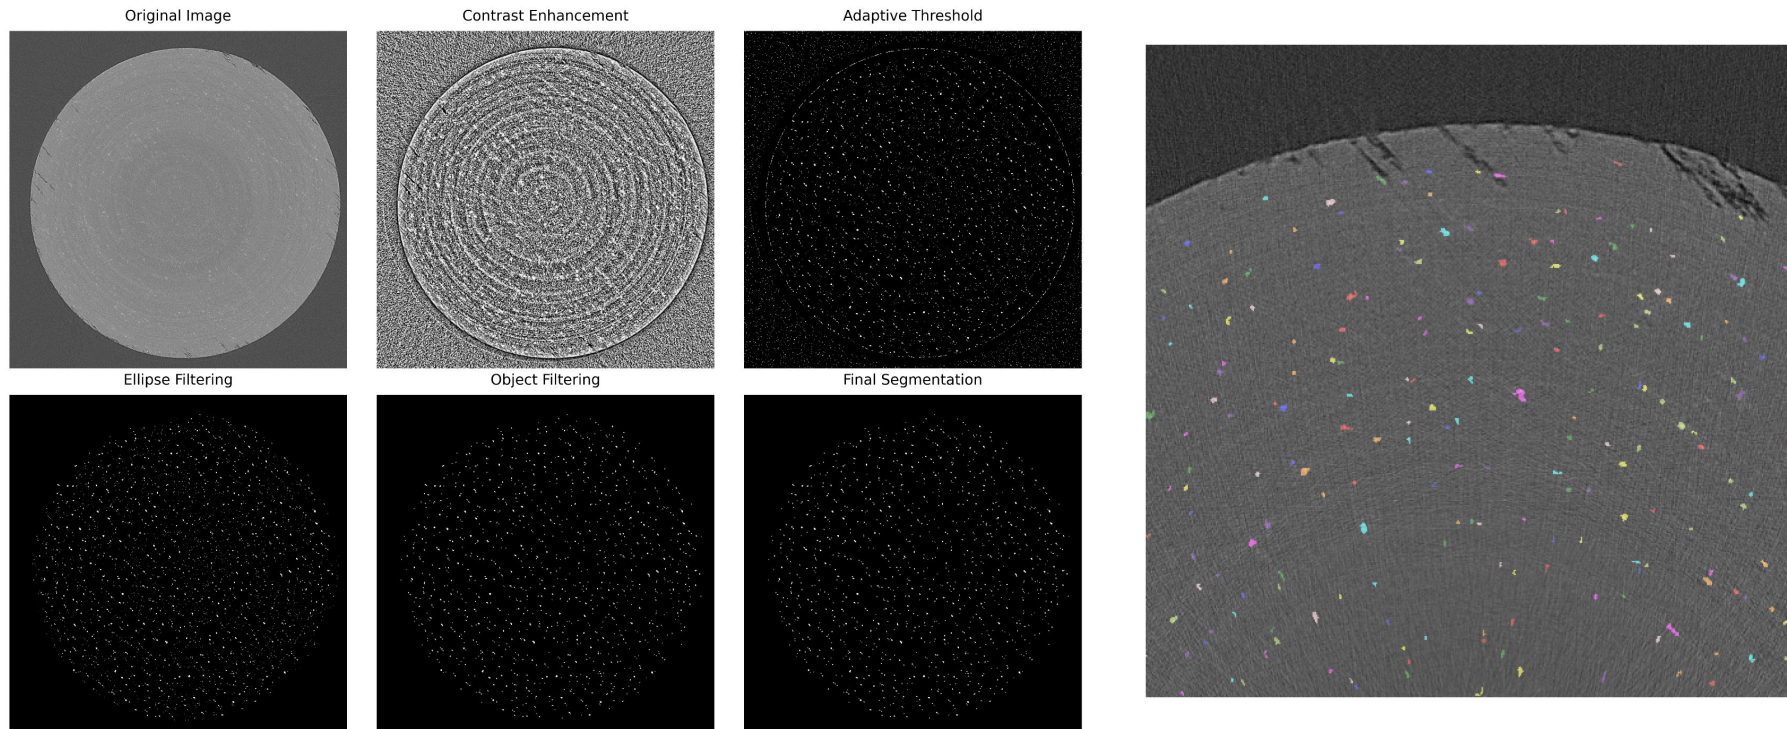 Original Image
Contrast Enhancement
Adaptive Threshold
Ellipse Filtering
Object Filtering
Final Segmentation